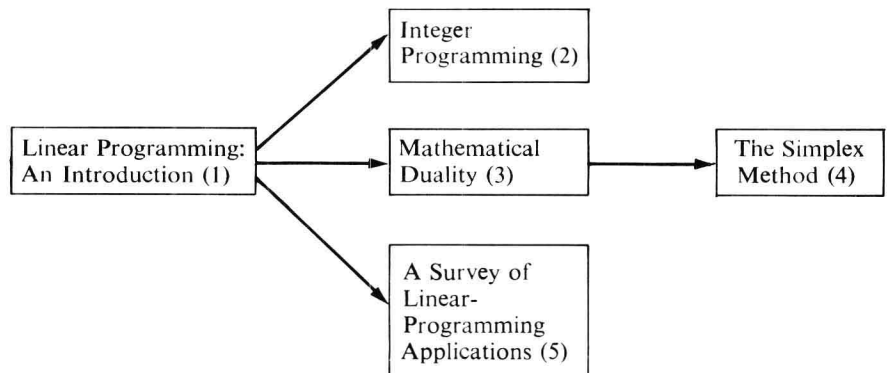 Integer
Programming (2)
Linear Programming:
An Introduction (1)
Mathematical
Duality (3)
The Simplex
Method (4)
A Survey of
Linear-
Programming
Applications (5)